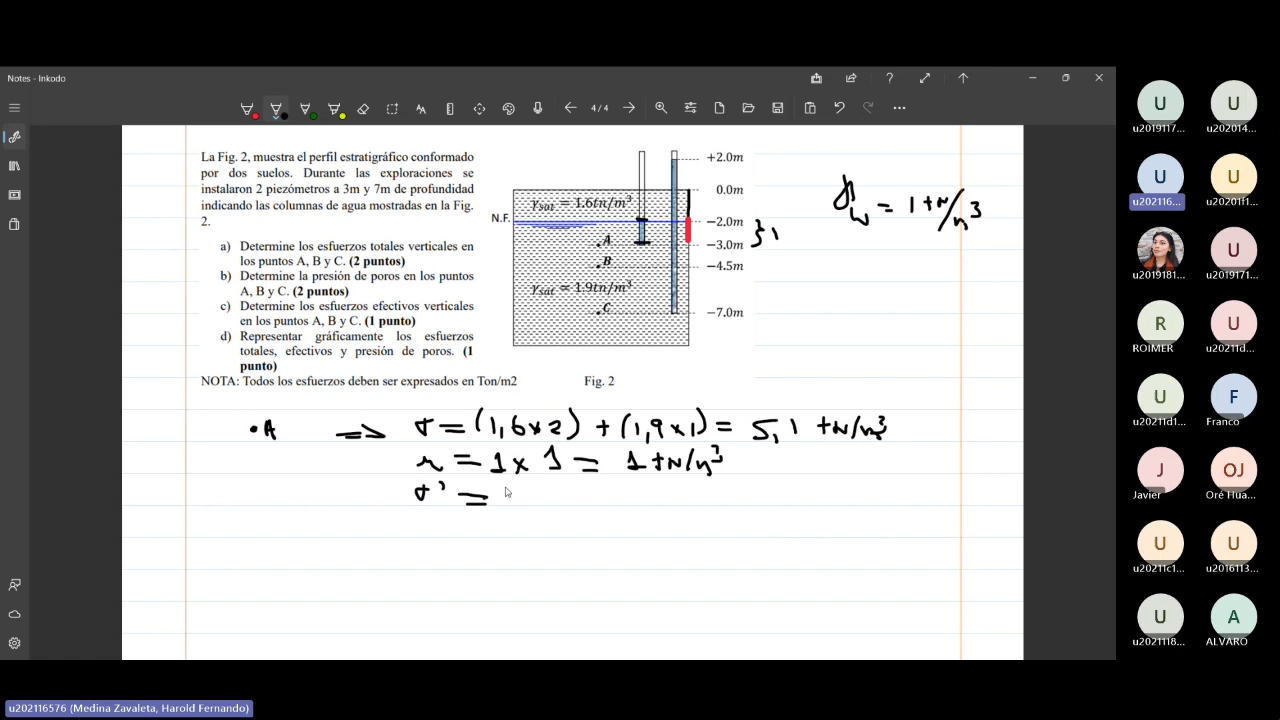 Notes - Inkodo
4/4
La Fig. 2, muestra el perfil estratigráfico conformado
por dos suelos. Durante las exploraciones se
instalaron 2 piezómetros a 3m y 7m de profundidad
indicando las columnas de agua mostradas en la Fig.
2.
a) Determine los esfuerzos totales verticales en
los puntos A, B y C. (2 puntos)
b) Determine la presión de poros en los puntos
A, B y C. (2 puntos)
c) Determine los esfuerzos efectivos verticales
en los puntos A, B y C. (1 punto)
d) Representar gráficamente los esfuerzos
totales, efectivos y presión de poros. (1
punto)
NOTA: Todos los esfuerzos deben ser expresados en Ton/m2
γsat = 1.6tn/m³
N.F.
A
B
γsat = 1.9tn/m³
C
+2.0m
0.0m
−2.0m
−3.0m
−4.5m
−7.0m
Fig. 2
} 1
γw = 1 tn/m³
• A ⇒ σ = (1,6 x 2) + (1,9 x 1) = 5,1 tn/m³
μ = 1 x 1 = 1 tn/m³
σ' =
U
u2019117...
U
u202014...
U
u202116...
U
u20201f1...
u2019181...
U
u2019171...
R
ROIMER
U
u20211d...
U
u20211d1...
F
Franco
J
Javier
OJ
Oré Hua...
U
u20211c1...
U
u2016113...
U
u2021118...
A
ALVARO
u202116576 (Medina Zavaleta, Harold Fernando)